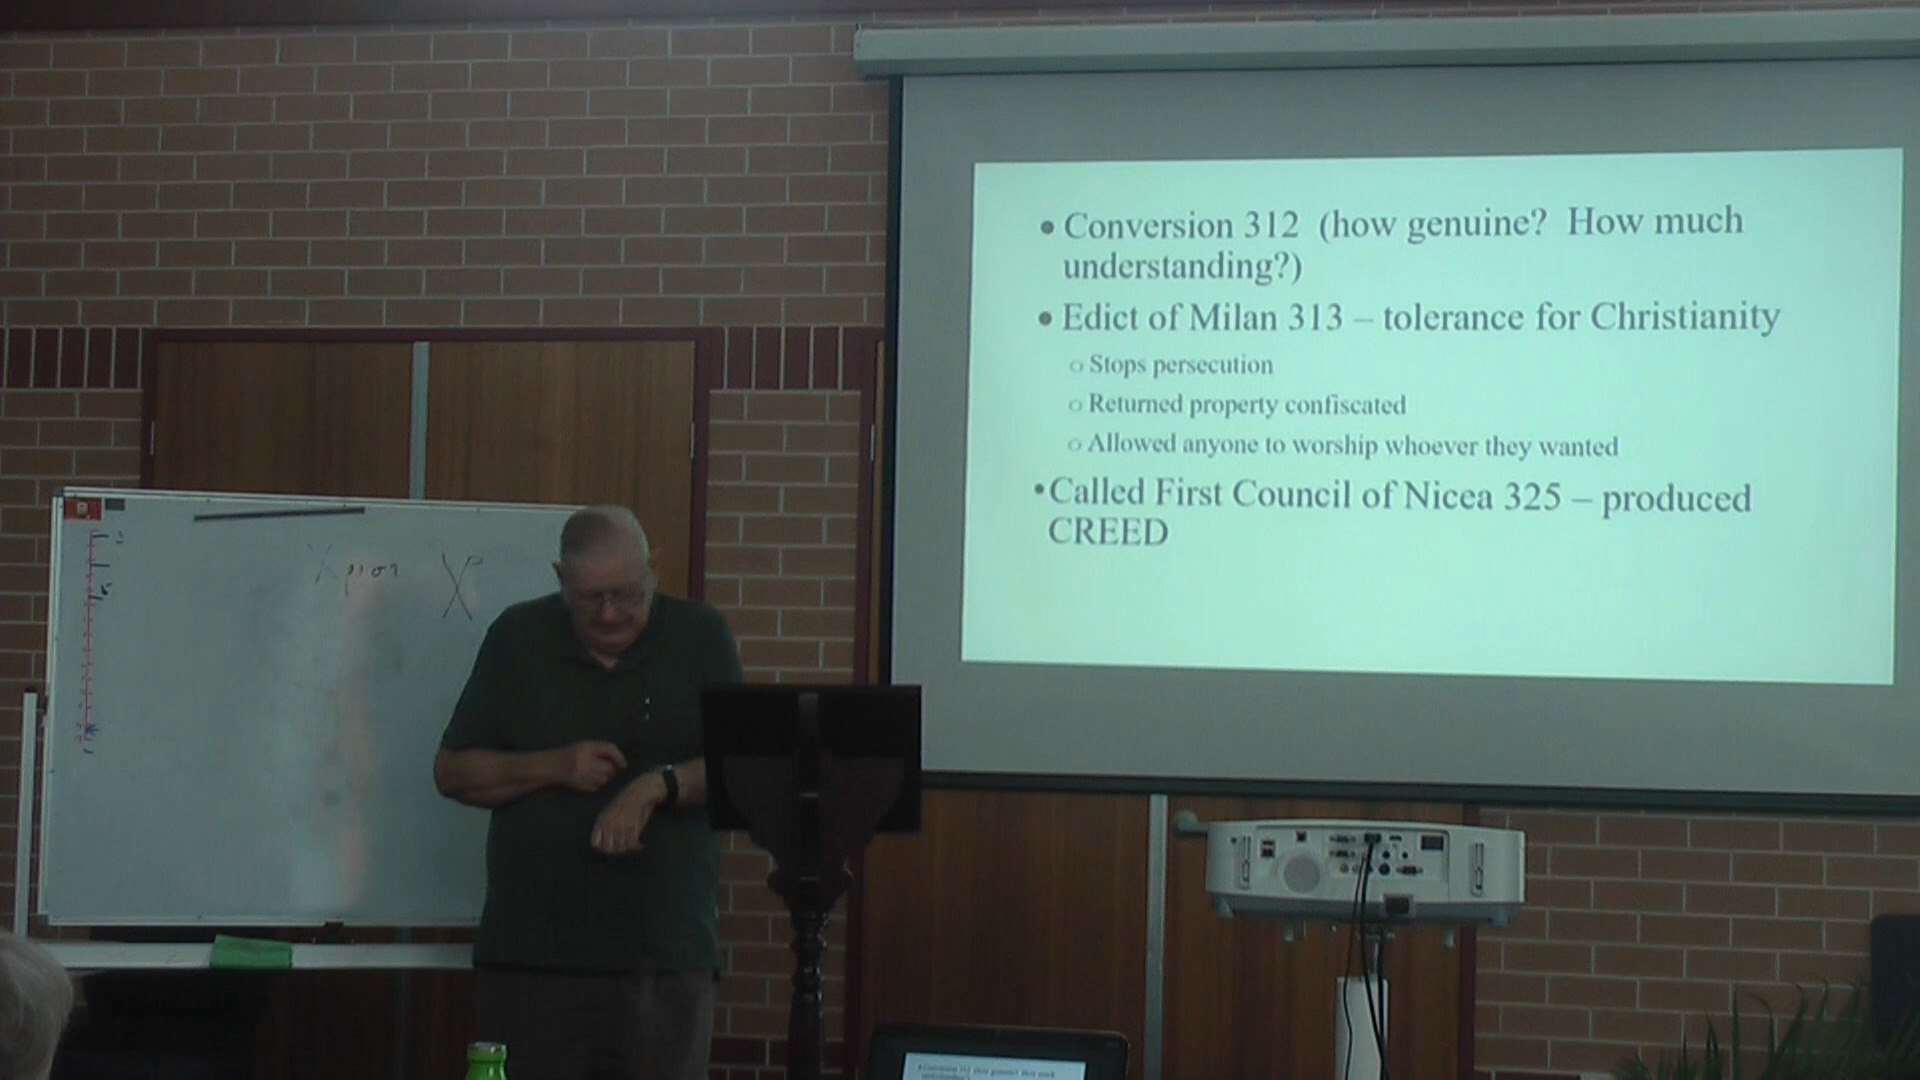 • Conversion 312 (how genuine? How much
understanding?)
• Edict of Milan 313 – tolerance for Christianity
○ Stops persecution
○ Returned property confiscated
○ Allowed anyone to worship whoever they wanted
• Called First Council of Nicea 325 – produced
CREED